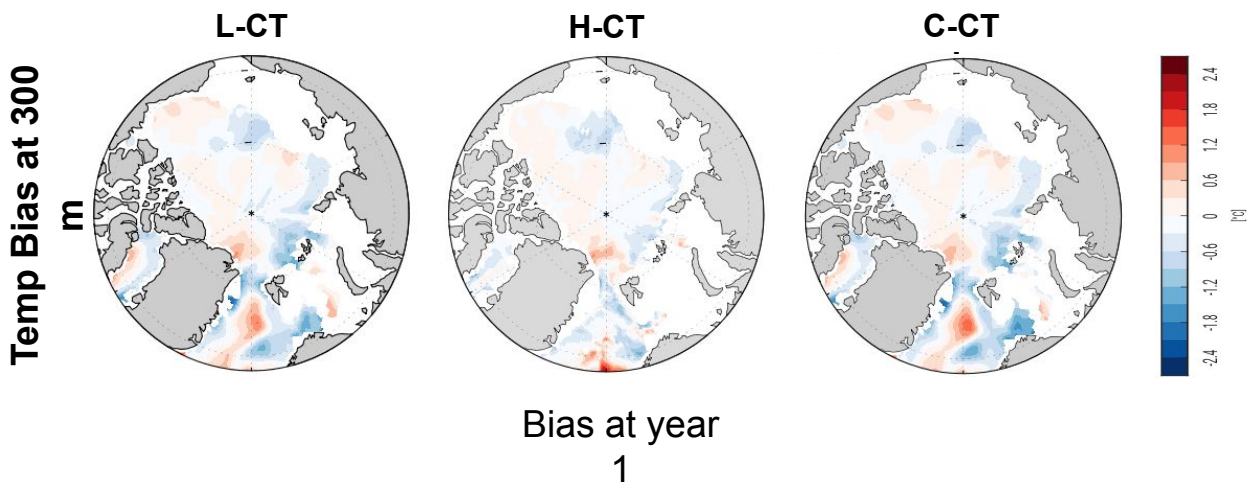 L-CT
H-CT
C-CT
Temp Bias at 300
m
2.4
1.8
1.2
0.6
0
-0.6
-1.2
-1.8
-2.4
[°C]
Bias at year
1